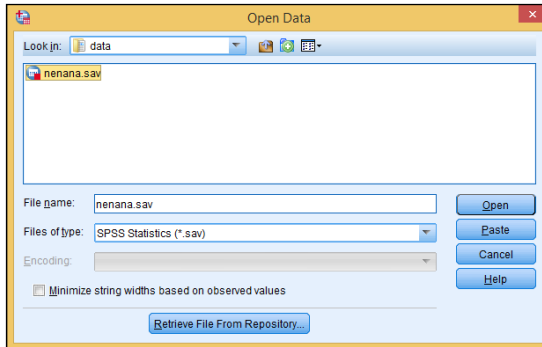 Open Data
Look in: data
nenana.sav
File name: nenana.sav Open
Files of type: SPSS Statistics (*.sav) Paste
Encoding: Cancel
Minimize string widths based on observed values Help
Retrieve File From Repository...